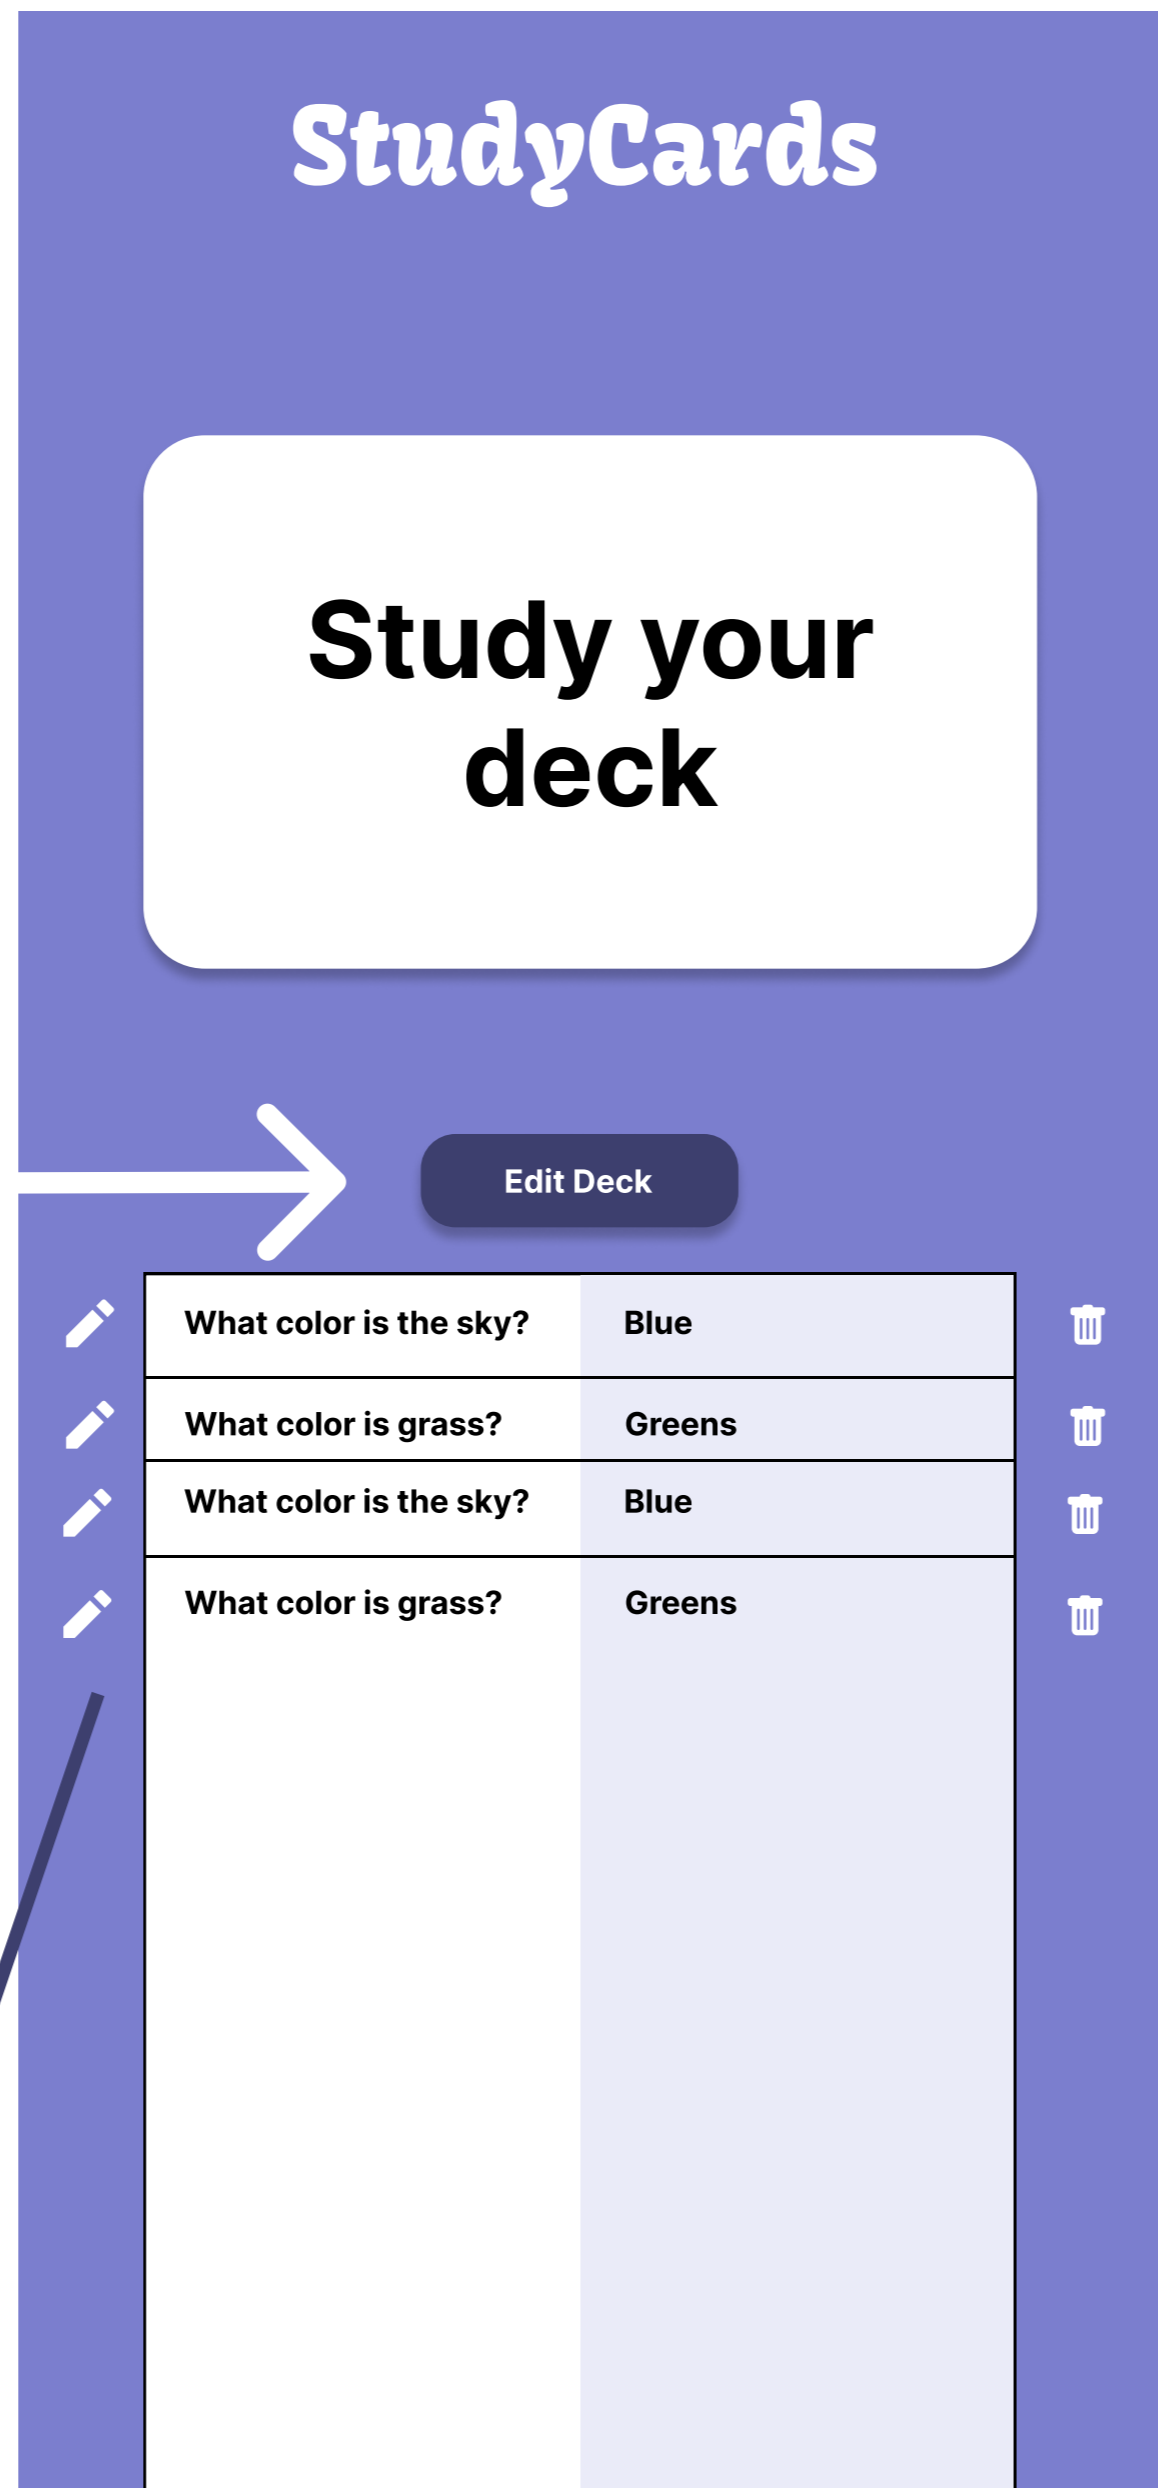 StudyCards
Study your
deck
Edit Deck
What color is the sky? Blue
What color is grass? Greens
What color is the sky? Blue
What color is grass? Greens